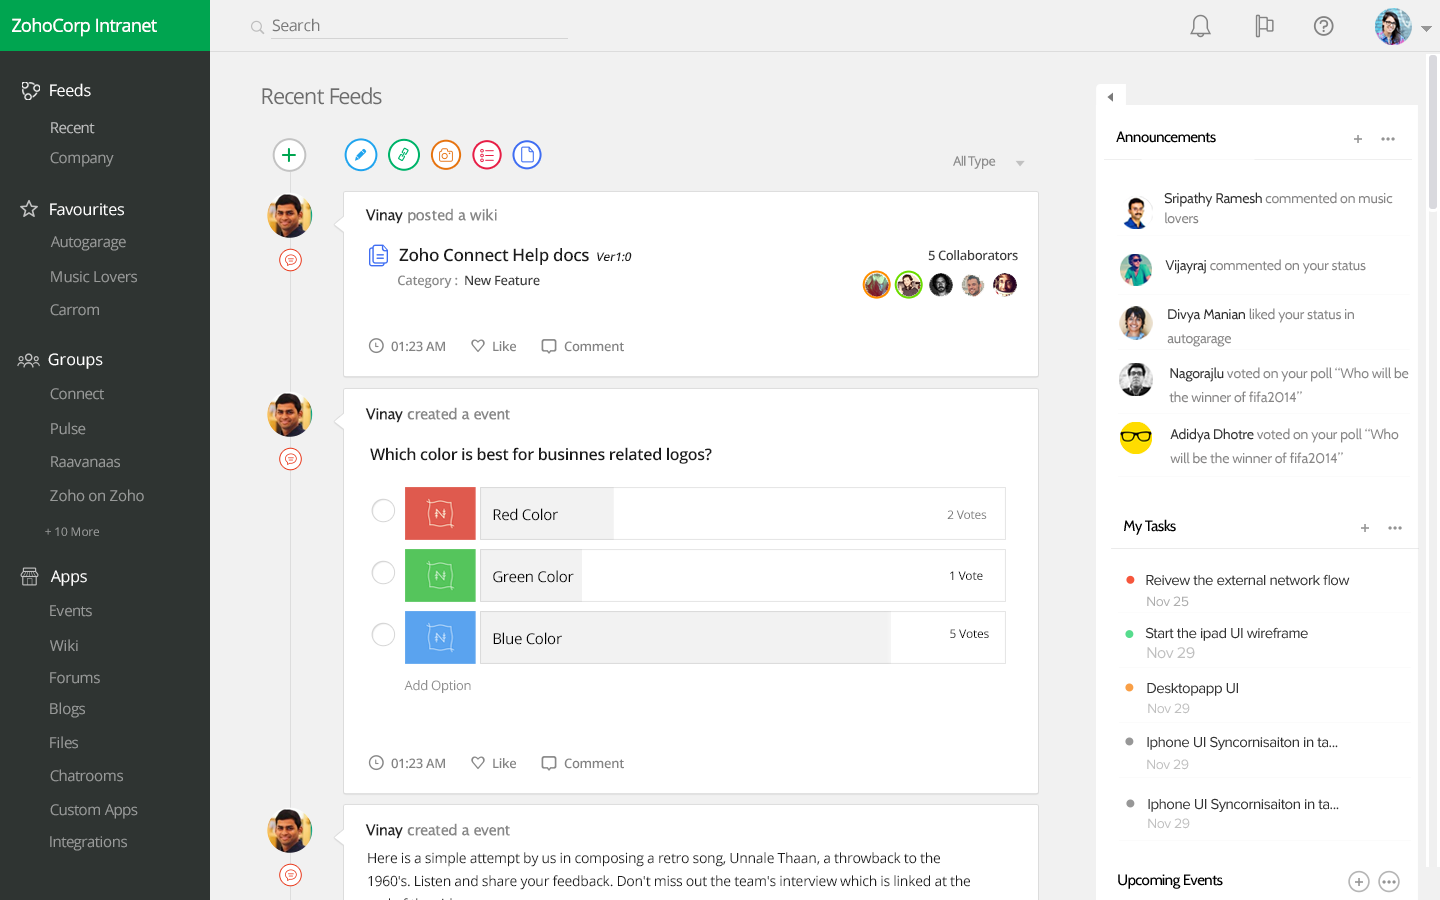 ZohoCorp Intranet
Search
Feeds
Recent
Company
Favourites
Autogarage
Music Lovers
Carrom
Groups
Connect
Pulse
Raavanaas
Zoho on Zoho
+ 10 More
Apps
Events
Wiki
Forums
Blogs
Files
Chatrooms
Custom Apps
Integrations
Recent Feeds
All Type
Vinay posted a wiki
Zoho Connect Help docs Ver1:0
Category : New Feature
5 Collaborators
01:23 AM Like Comment
Vinay created a event
Which color is best for businnes related logos?
Red Color 2 Votes
Green Color 1 Vote
Blue Color 5 Votes
Add Option
01:23 AM Like Comment
Vinay created a event
Here is a simple attempt by us in composing a retro song, Unnale Thaan, a throwback to the
1960's. Listen and share your feedback. Don't miss out the team's interview which is linked at the
Announcements
Sripathy Ramesh commented on music
lovers
Vijayraj commented on your status
Divya Manian liked your status in
autogarage
Nagorajlu voted on your poll “Who will be
the winner of fifa2014”
Adidya Dhotre voted on your poll “Who
will be the winner of fifa2014”
My Tasks
Reivew the external network flow
Nov 25
Start the ipad UI wireframe
Nov 29
Desktopapp UI
Nov 29
Iphone UI Syncornisaiton in ta...
Nov 29
Iphone UI Syncornisaiton in ta...
Nov 29
Upcoming Events